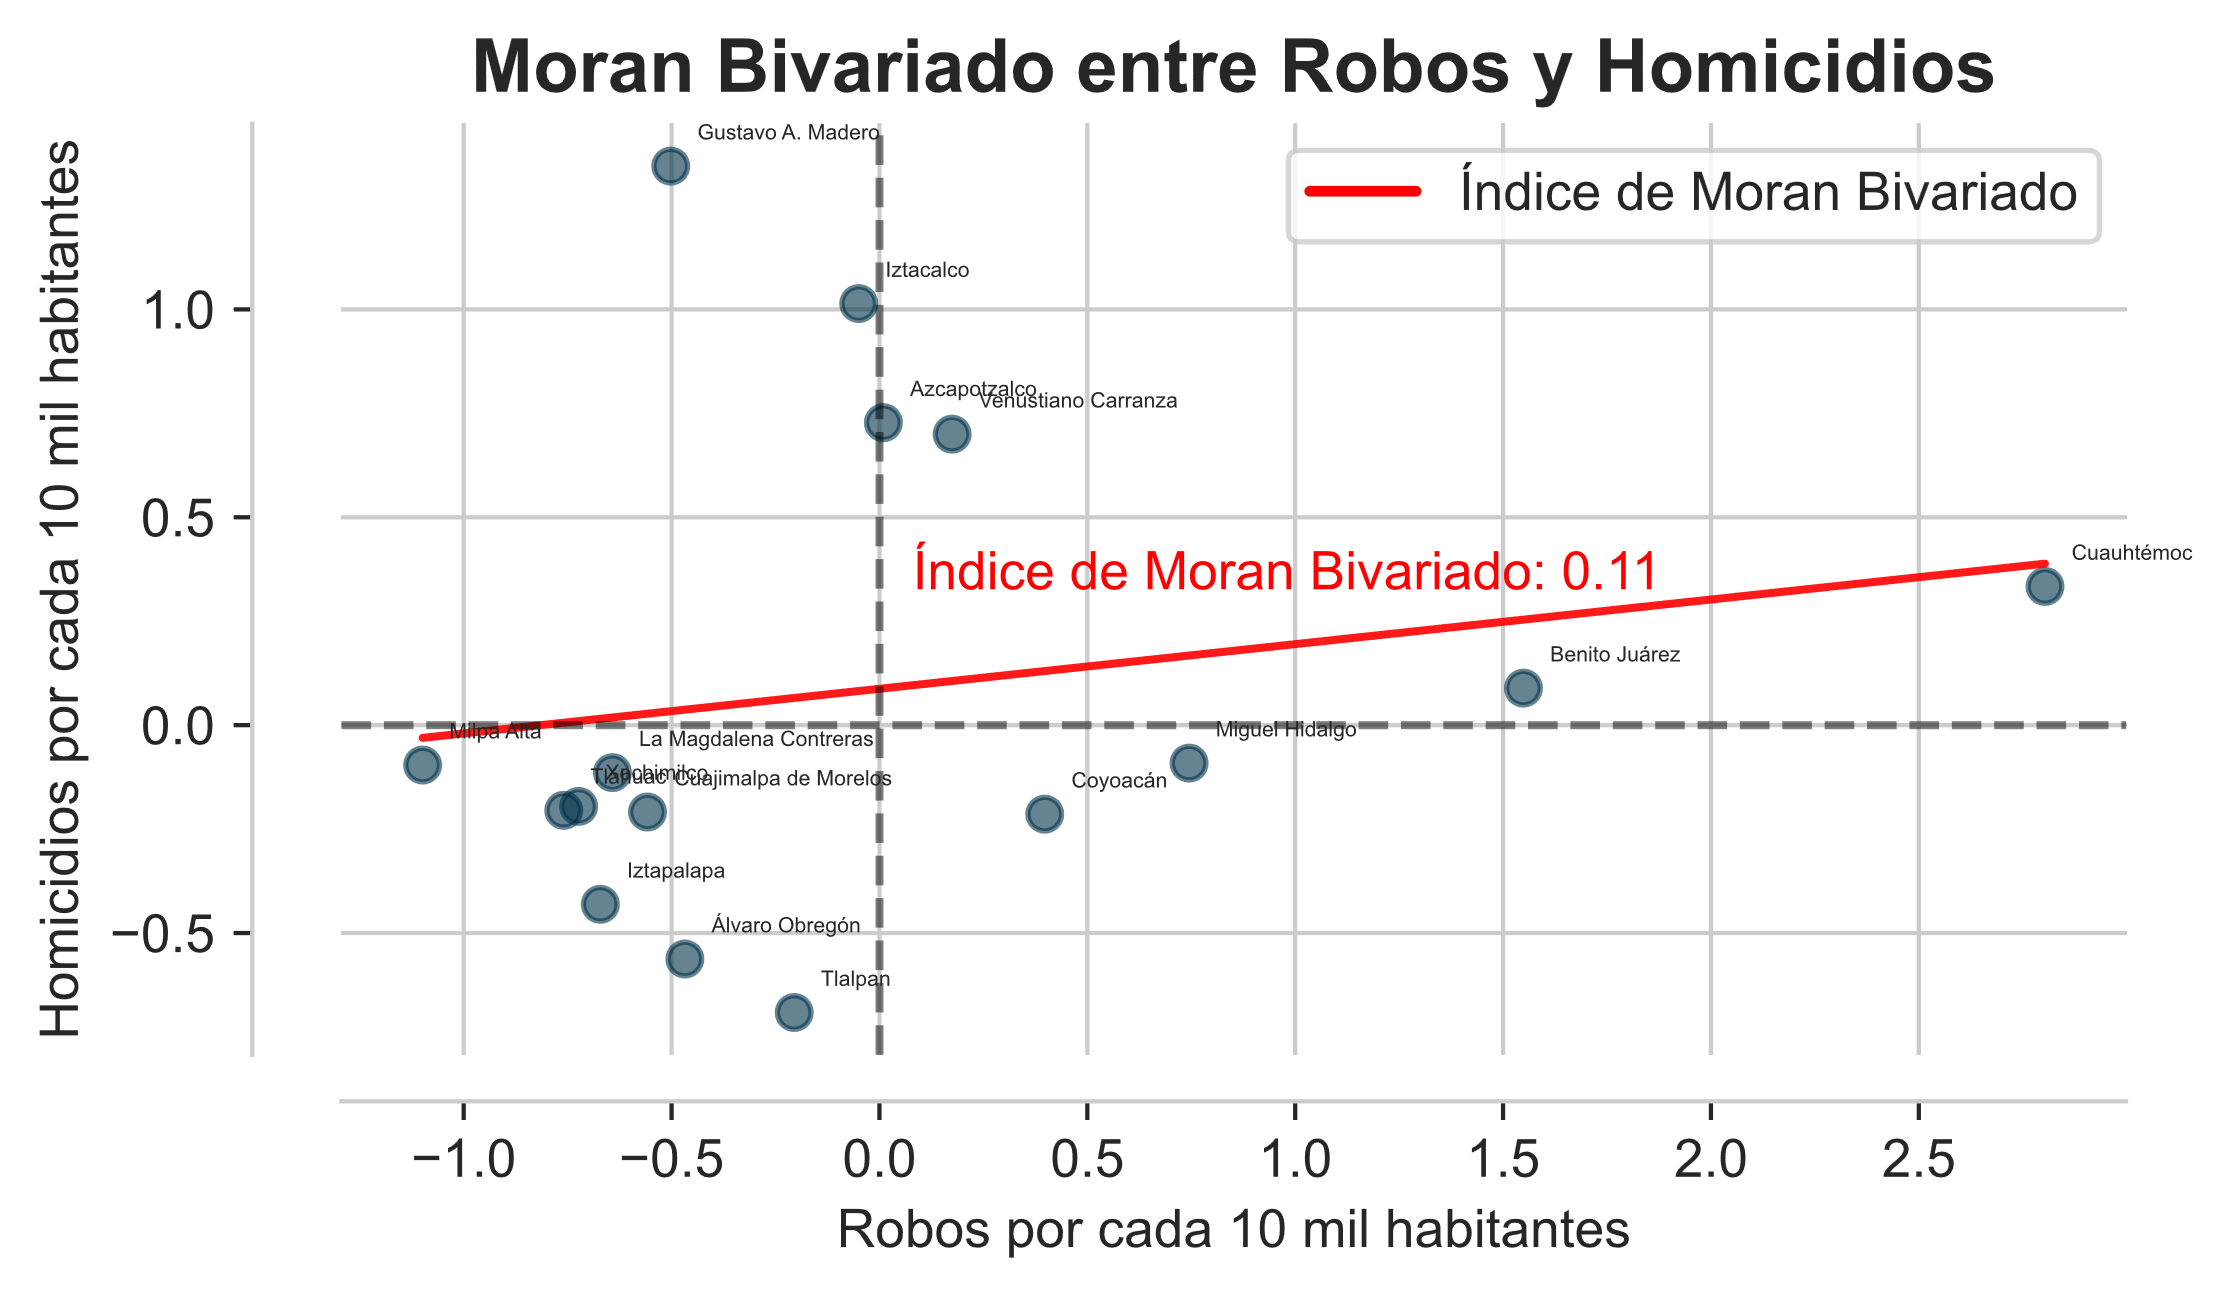 Moran Bivariado entre Robos y Homicidios
Homicidios por cada 10 mil habitantes
Índice de Moran Bivariado
Gustavo A. Madero
Iztacalco
1.0
Azcapotzalco
Venustiano Carranza
0.5
Índice de Moran Bivariado: 0.11
Cuauhtémoc
Benito Juárez
0.0
Milpa Alta
La Magdalena Contreras
Miguel Hidalgo
Xochimilco
Tláhuac
Cuajimalpa de Morelos
Coyoacán
Iztapalapa
Álvaro Obregón
−0.5
Tlalpan
−1.0 −0.5 0.0 0.5 1.0 1.5 2.0 2.5
Robos por cada 10 mil habitantes